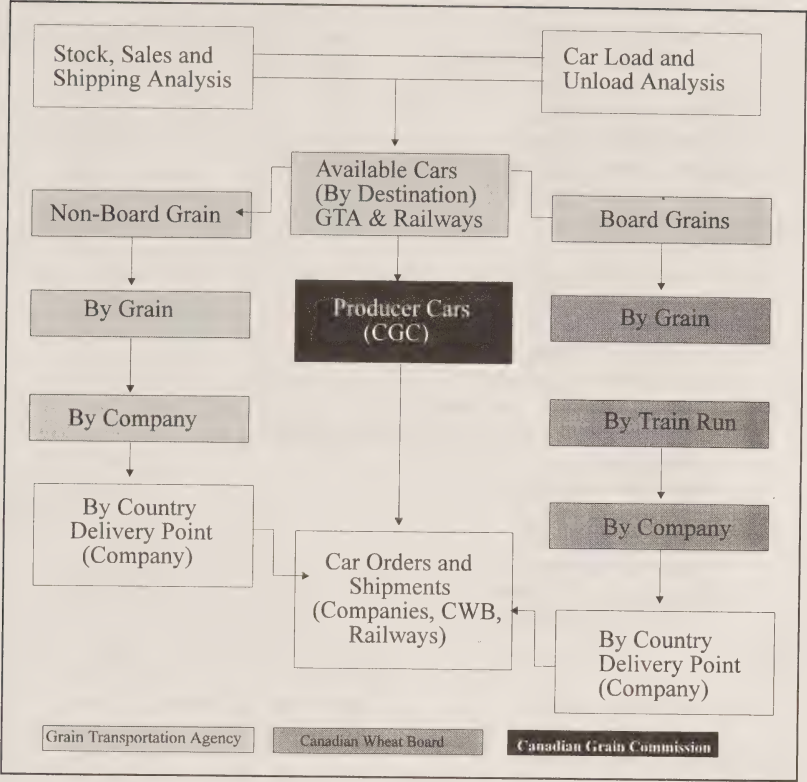 Stock, Sales and
Shipping Analysis
Car Load and
Unload Analysis
Available Cars
(By Destination)
GTA & Railways
Non-Board Grain
Board Grains
By Grain
Producer Cars
(CGC)
By Grain
By Company
By Train Run
By Country
Delivery Point
(Company)
By Company
Car Orders and
Shipments
(Companies, CWB,
Railways)
By Country
Delivery Point
(Company)
Grain Transportation Agency
Canadian Wheat Board
Canadian Grain Commission